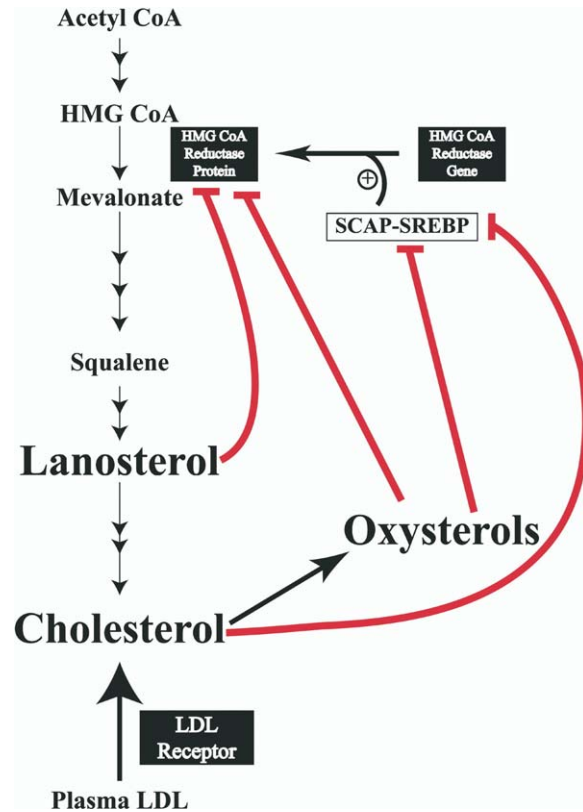 Acetyl CoA
HMG CoA
HMG CoA
Reductase
Protein
HMG CoA
Reductase
Gene
+
Mevalonate
SCAP-SREBP
Squalene
Lanosterol
Oxysterols
Cholesterol
LDL
Receptor
Plasma LDL